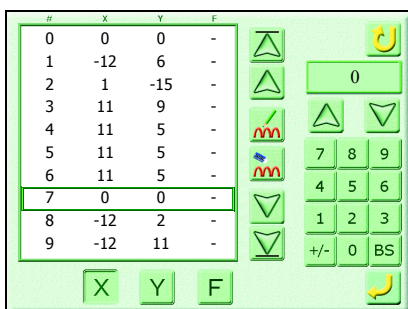 # X Y F
0 0 0 -
1 -12 6 -
2 1 -15 -
3 11 9 -
4 11 5 -
5 11 5 -
6 11 5 -
7 0 0 -
8 -12 2 -
9 -12 11 -
X Y F
0
7 8 9
4 5 6
1 2 3
+/- 0 BS